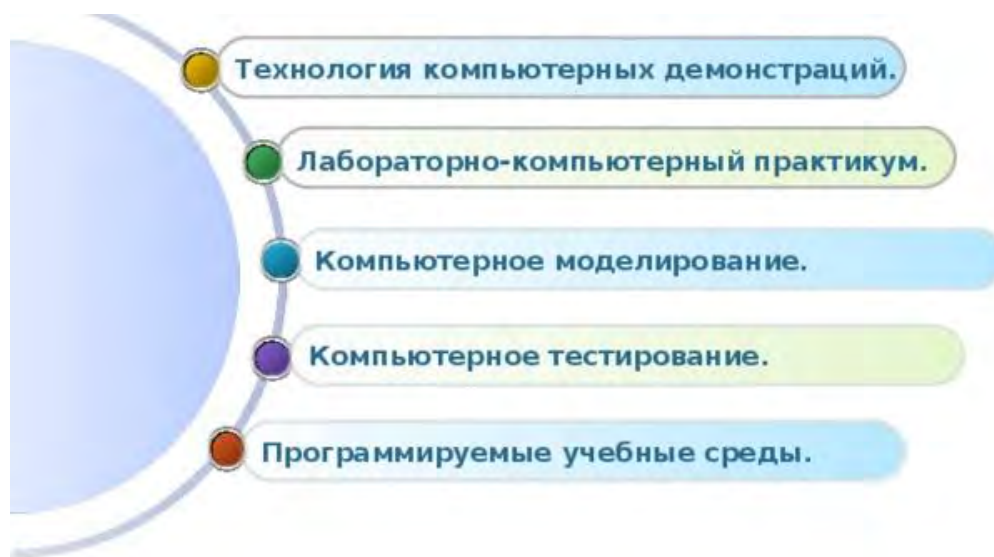 Технология компьютерных демонстраций.
Лабораторно-компьютерный практикум.
Компьютерное моделирование.
Компьютерное тестирование.
Программируемые учебные среды.